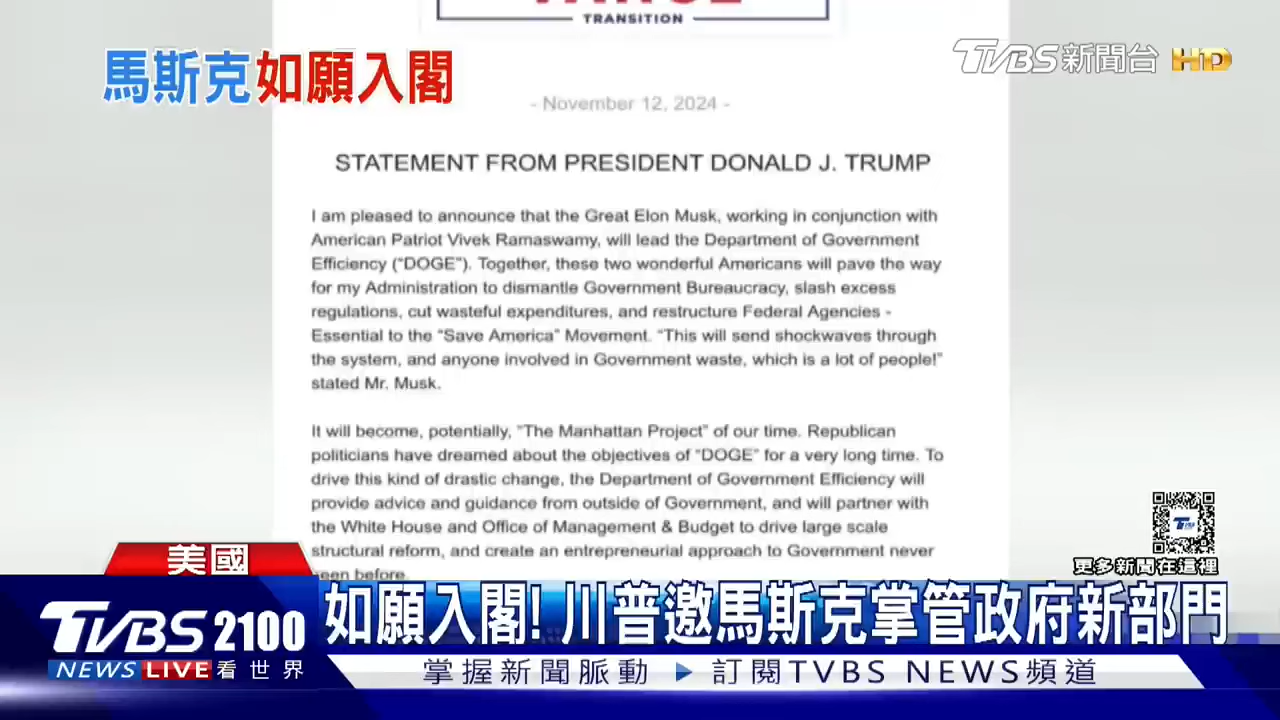 TRANSITION
馬斯克如願入閣
TVBS新聞台 HD
- November 12, 2024 -
STATEMENT FROM PRESIDENT DONALD J. TRUMP
I am pleased to announce that the Great Elon Musk, working in conjunction with
American Patriot Vivek Ramaswamy, will lead the Department of Government
Efficiency (“DOGE”). Together, these two wonderful Americans will pave the way
for my Administration to dismantle Government Bureaucracy, slash excess
regulations, cut wasteful expenditures, and restructure Federal Agencies -
Essential to the “Save America” Movement. “This will send shockwaves through
the system, and anyone involved in Government waste, which is a lot of people!”
stated Mr. Musk.
It will become, potentially, “The Manhattan Project” of our time. Republican
politicians have dreamed about the objectives of “DOGE” for a very long time. To
drive this kind of drastic change, the Department of Government Efficiency will
provide advice and guidance from outside of Government, and will partner with
the White House and Office of Management & Budget to drive large scale
structural reform, and create an entrepreneurial approach to Government never
seen before.
更多新聞在這裡
美國
如願入閣! 川普邀馬斯克掌管政府新部門
TVBS 2100
NEWS LIVE 看世界
掌握新聞脈動 ▶ 訂閱TVBS NEWS頻道